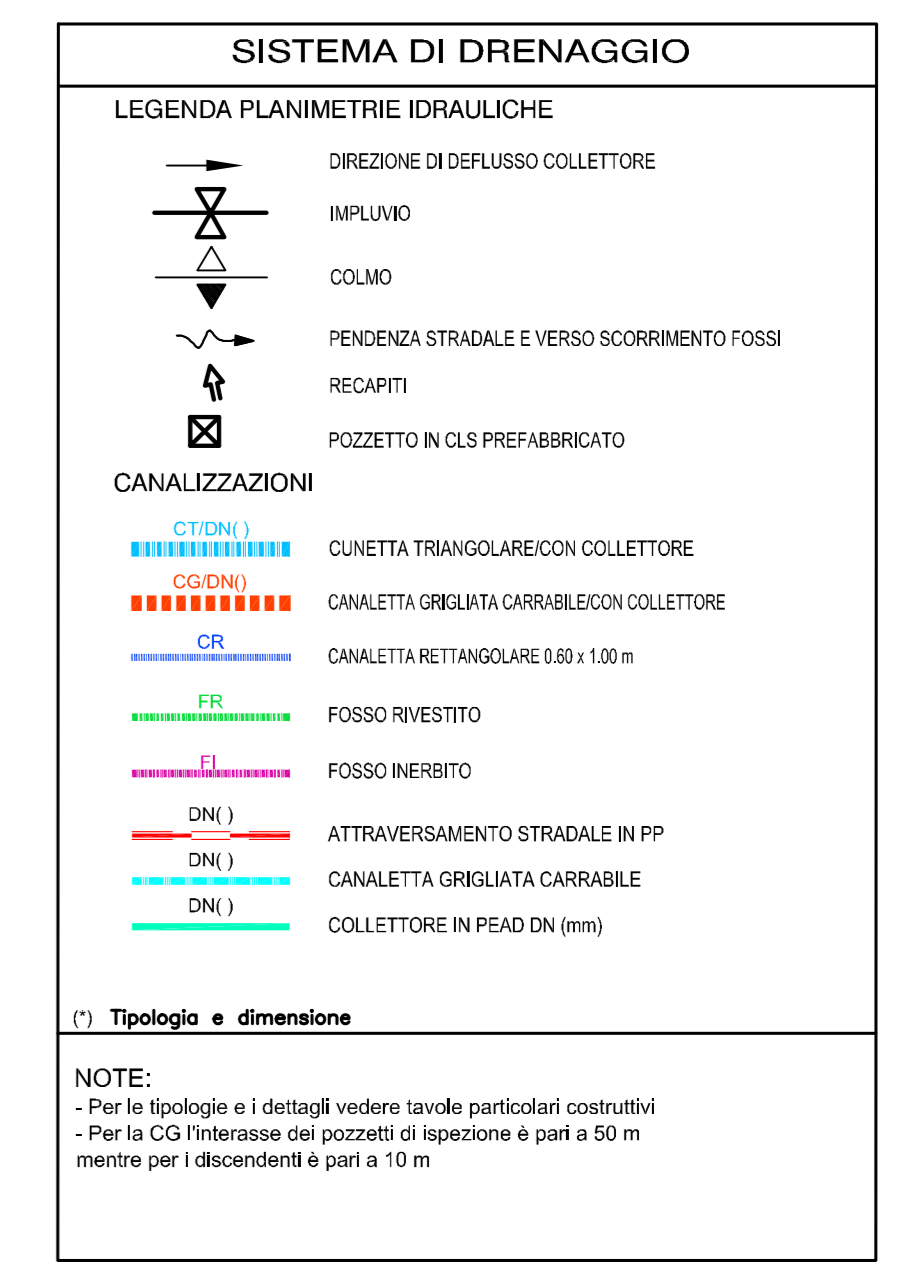 SISTEMA DI DRENAGGIO
LEGENDA PLANIMETRIE IDRAULICHE
DIREZIONE DI DEFLUSSO COLLETTORE
IMPLUVIO
COLMO
PENDENZA STRADALE E VERSO SCORRIMENTO FOSSI
RECAPITI
POZZETTO IN CLS PREFABBRICATO
CANALIZZAZIONI
CT/DN( )
CUNETTA TRIANGOLARE/CON COLLETTORE
CG/DN()
CANALETTA GRIGLIATA CARRABILE/CON COLLETTORE
CR
CANALETTA RETTANGOLARE 0.60 x 1.00 m
FR
FOSSO RIVESTITO
FI
FOSSO INERBITO
DN( )
ATTRAVERSAMENTO STRADALE IN PP
DN( )
CANALETTA GRIGLIATA CARRABILE
DN( )
COLLETTORE IN PEAD DN (mm)
(*) Tipologia e dimensione
NOTE:
- Per le tipologie e i dettagli vedere tavole particolari costruttivi
- Per la CG l'interasse dei pozzetti di ispezione è pari a 50 m
mentre per i discendenti è pari a 10 m